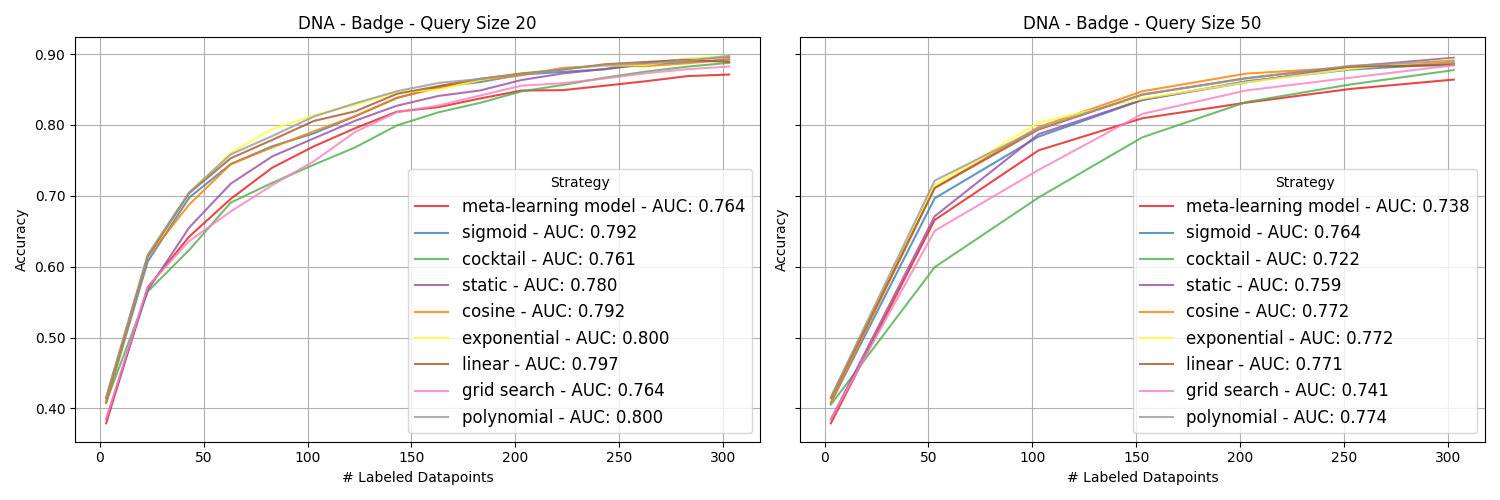 DNA - Badge - Query Size 20
Accuracy
0.90
0.80
0.70
0.60
0.50
0.40
0
50
100
150
200
250
300
# Labeled Datapoints
Strategy
meta-learning model - AUC: 0.764
sigmoid - AUC: 0.792
cocktail - AUC: 0.761
static - AUC: 0.780
cosine - AUC: 0.792
exponential - AUC: 0.800
linear - AUC: 0.797
grid search - AUC: 0.764
polynomial - AUC: 0.800
DNA - Badge - Query Size 50
Accuracy
0
50
100
150
200
250
300
# Labeled Datapoints
Strategy
meta-learning model - AUC: 0.738
sigmoid - AUC: 0.764
cocktail - AUC: 0.722
static - AUC: 0.759
cosine - AUC: 0.772
exponential - AUC: 0.772
linear - AUC: 0.771
grid search - AUC: 0.741
polynomial - AUC: 0.774